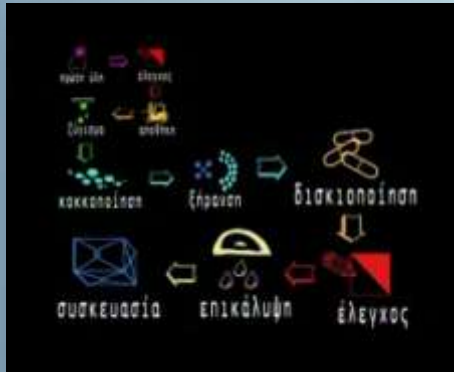 πρώτη ύλη έλεγχος
ζύγισμα αποθήκη
κοκκοποίηση ξήρανση δισκιοποίηση
συσκευασία επικάλυψη έλεγχος